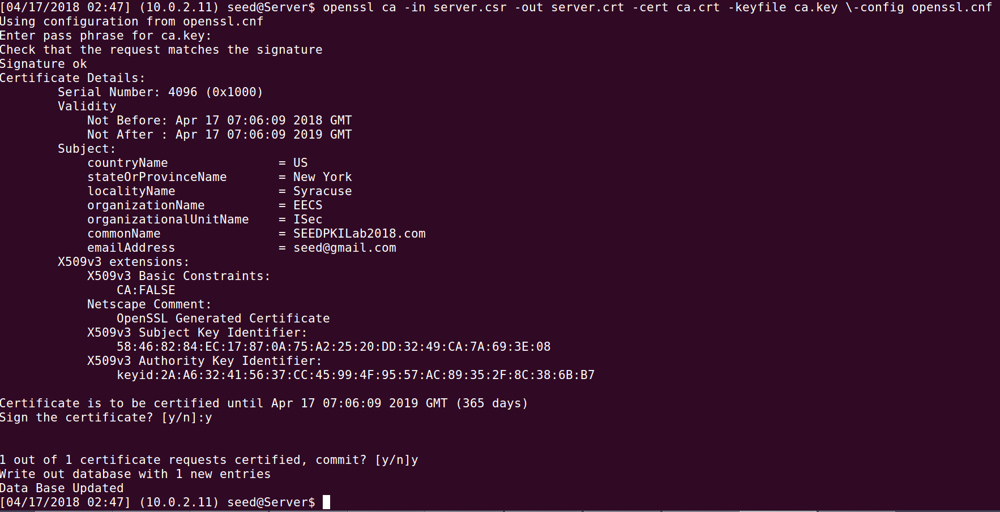 [04/17/2018 02:47] (10.0.2.11) seed@Server$ openssl ca -in server.csr -out server.crt -cert ca.crt -keyfile ca.key \-config openssl.cnf
Using configuration from openssl.cnf
Enter pass phrase for ca.key:
Check that the request matches the signature
Signature ok
Certificate Details:
        Serial Number: 4096 (0x1000)
        Validity
            Not Before: Apr 17 07:06:09 2018 GMT
            Not After : Apr 17 07:06:09 2019 GMT
        Subject:
            countryName               = US
            stateOrProvinceName       = New York
            localityName              = Syracuse
            organizationName          = EECS
            organizationalUnitName    = ISec
            commonName                = SEEDPKILab2018.com
            emailAddress              = seed@gmail.com
        X509v3 extensions:
            X509v3 Basic Constraints:
                CA:FALSE
            Netscape Comment:
                OpenSSL Generated Certificate
            X509v3 Subject Key Identifier:
                58:46:82:84:EC:17:87:0A:75:A2:25:20:DD:32:49:CA:7A:69:3E:08
            X509v3 Authority Key Identifier:
                keyid:2A:A6:32:41:56:37:CC:45:99:4F:95:57:AC:89:35:2F:8C:38:6B:B7

Certificate is to be certified until Apr 17 07:06:09 2019 GMT (365 days)
Sign the certificate? [y/n]:y


1 out of 1 certificate requests certified, commit? [y/n]y
Write out database with 1 new entries
Data Base Updated
[04/17/2018 02:47] (10.0.2.11) seed@Server$